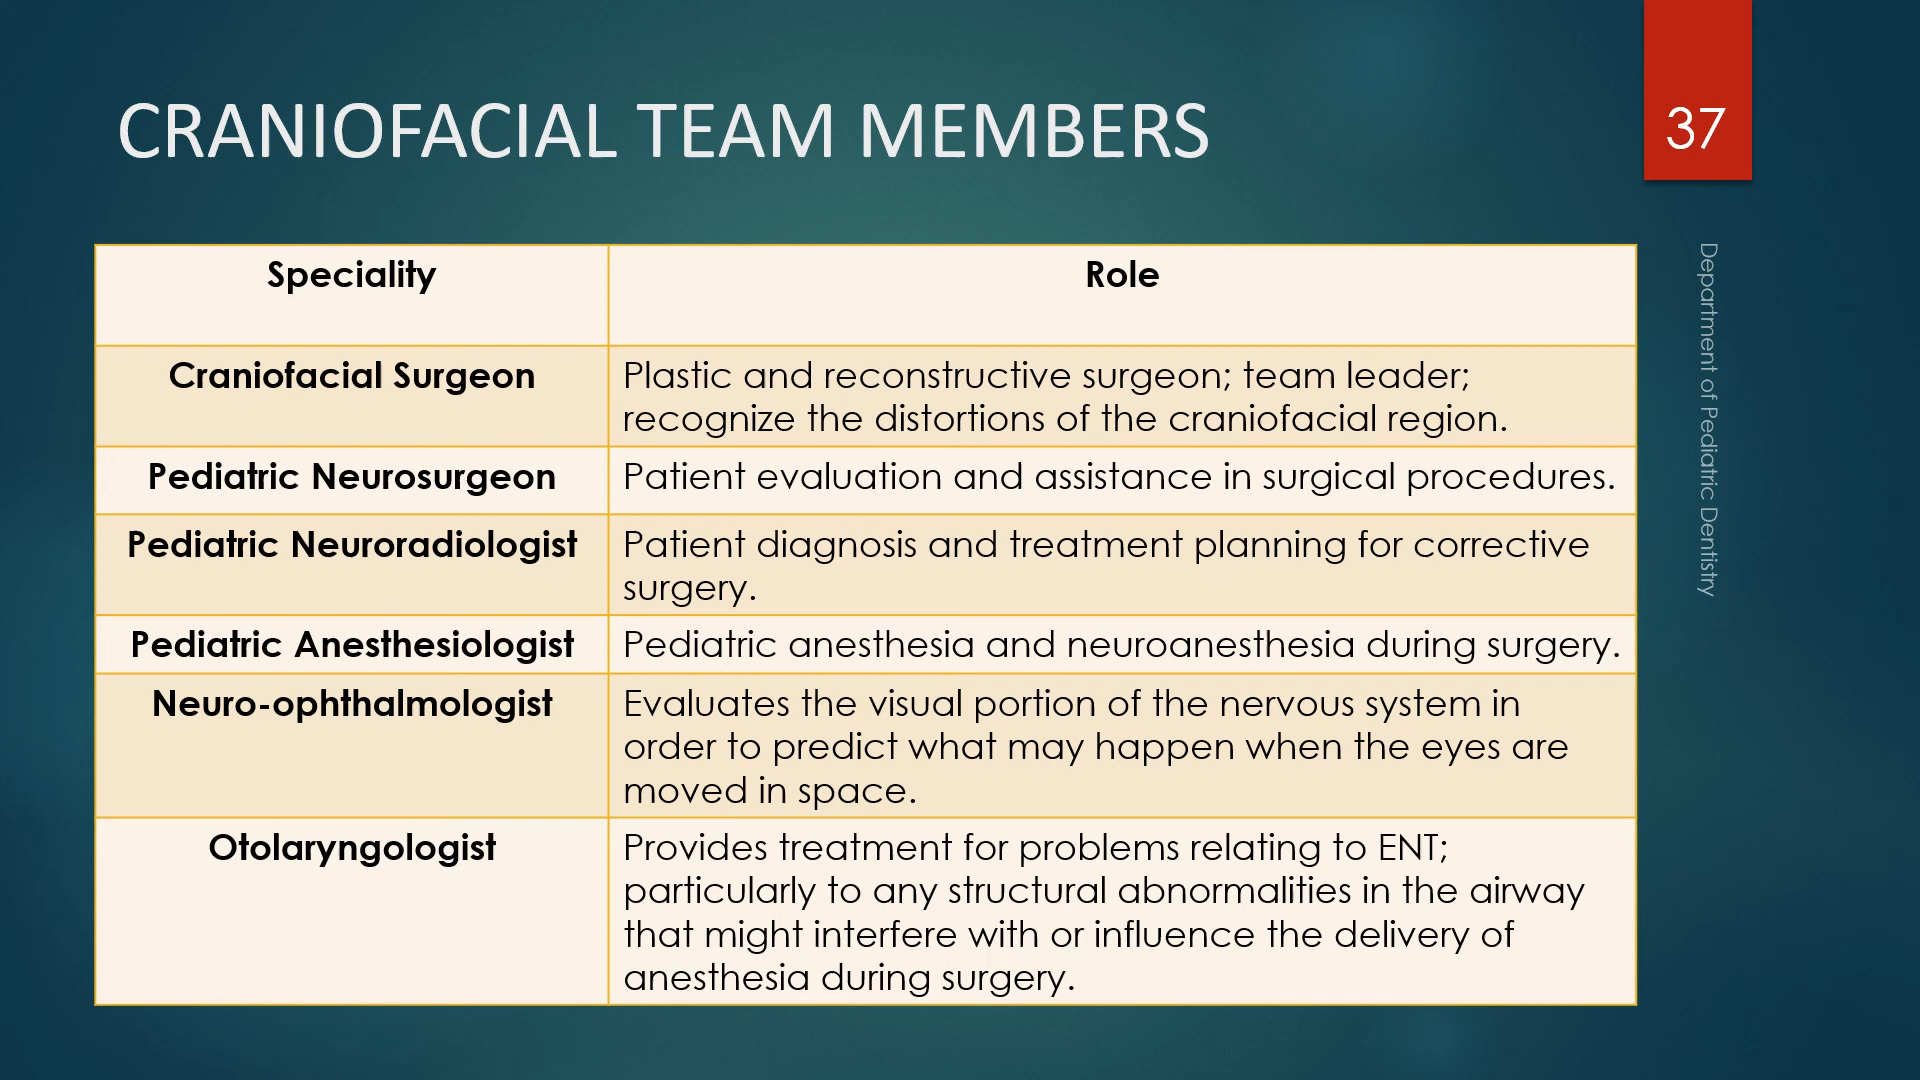 CRANIOFACIAL TEAM MEMBERS
37
Speciality
Role
Craniofacial Surgeon
Plastic and reconstructive surgeon; team leader;
recognize the distortions of the craniofacial region.
Pediatric Neurosurgeon
Patient evaluation and assistance in surgical procedures.
Pediatric Neuroradiologist
Patient diagnosis and treatment planning for corrective
surgery.
Pediatric Anesthesiologist
Pediatric anesthesia and neuroanesthesia during surgery.
Neuro-ophthalmologist
Evaluates the visual portion of the nervous system in
order to predict what may happen when the eyes are
moved in space.
Otolaryngologist
Provides treatment for problems relating to ENT;
particularly to any structural abnormalities in the airway
that might interfere with or influence the delivery of
anesthesia during surgery.
Department of Pediatric Dentistry